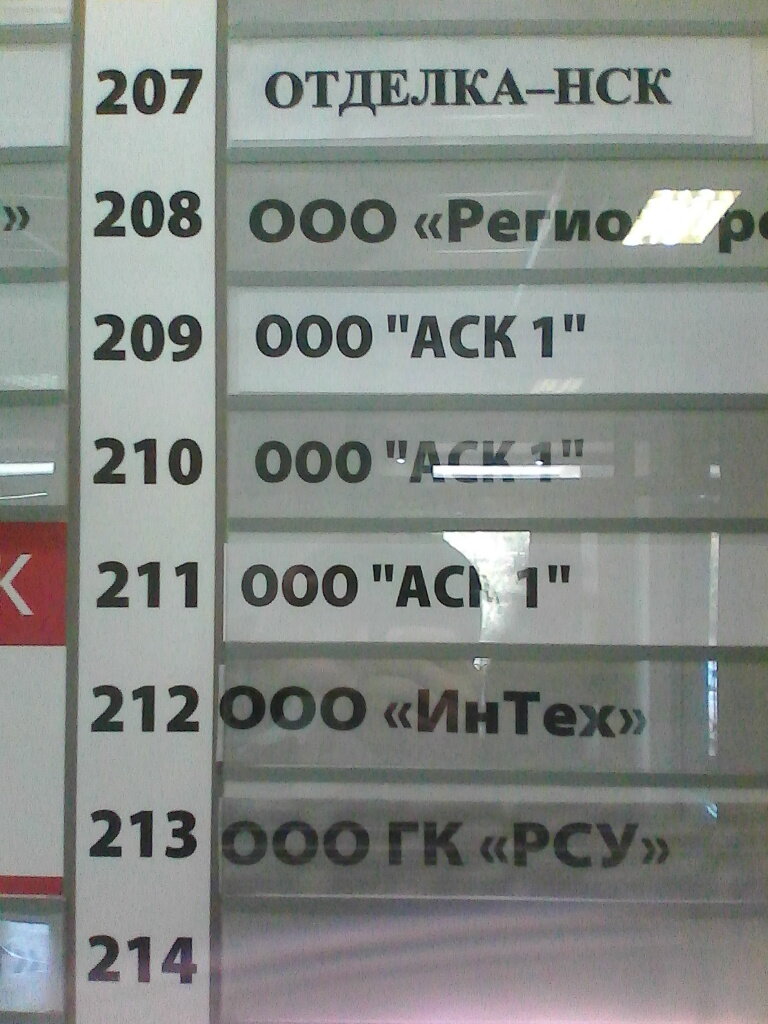 207 ОТДЕЛКА–НСК
» 208 ООО
209 ООО "АСК 1"
210 ООО "АСК 1"
К 211 ООО "АСК 1"
212 ООО «ИнТех»
213 ООО ГК «РСУ»
214